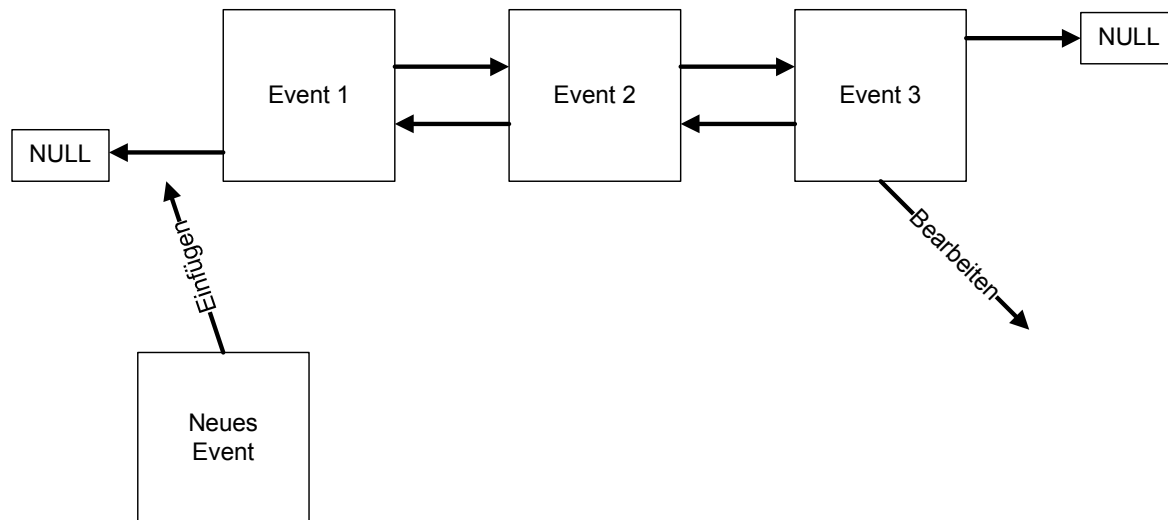 NULL
Event 1
Event 2
Event 3
NULL
Einfügen
Bearbeiten
Neues
Event